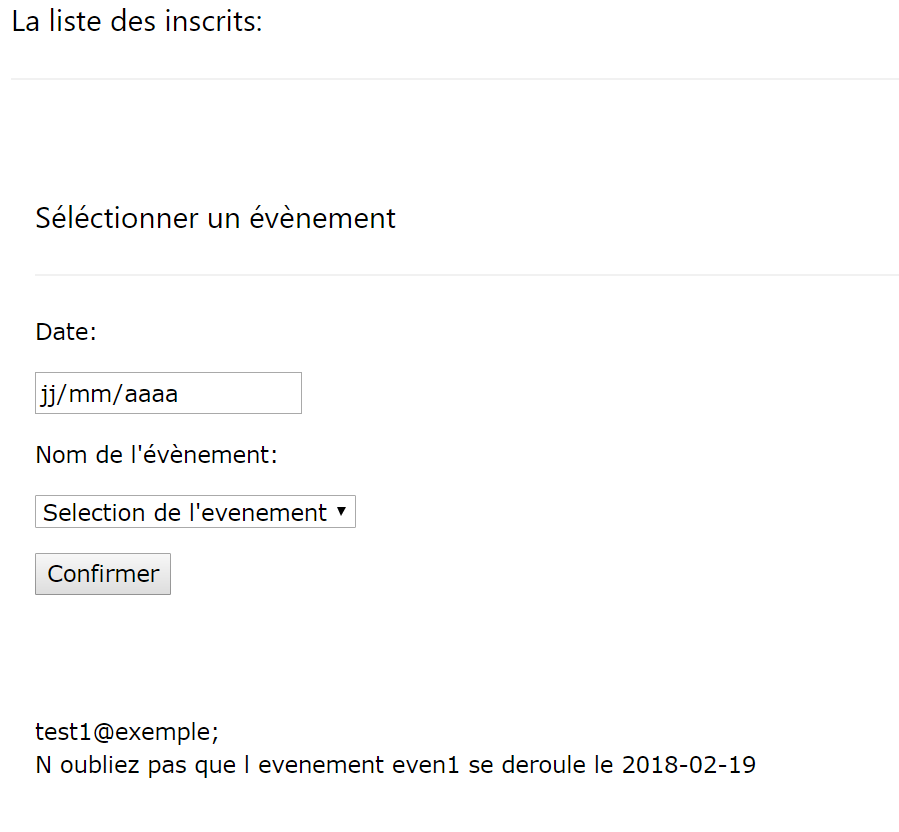 La liste des inscrits:
Séléctionner un évènement
Date:
jj/mm/aaaa
Nom de l'évènement:
Selection de l'evenement
Confirmer
test1@exemple;
N oubliez pas que l evenement even1 se deroule le 2018-02-19